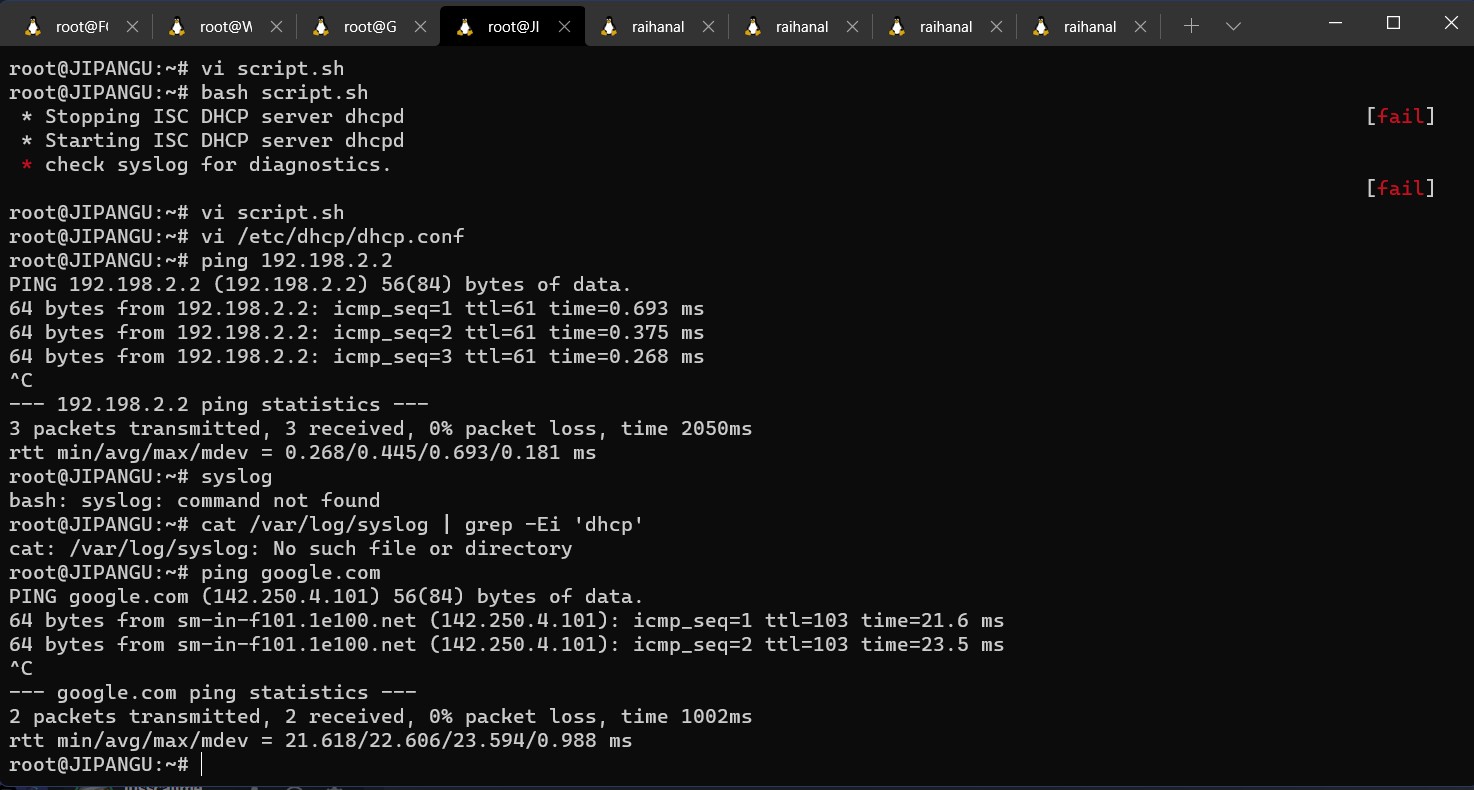 root@F
root@W
root@G
root@JI
raihanal
raihanal
raihanal
raihanal
root@JIPANGU:~# vi script.sh
root@JIPANGU:~# bash script.sh
 * Stopping ISC DHCP server dhcpd [fail]
 * Starting ISC DHCP server dhcpd
 * check syslog for diagnostics.
[fail]
root@JIPANGU:~# vi script.sh
root@JIPANGU:~# vi /etc/dhcp/dhcp.conf
root@JIPANGU:~# ping 192.198.2.2
PING 192.198.2.2 (192.198.2.2) 56(84) bytes of data.
64 bytes from 192.198.2.2: icmp_seq=1 ttl=61 time=0.693 ms
64 bytes from 192.198.2.2: icmp_seq=2 ttl=61 time=0.375 ms
64 bytes from 192.198.2.2: icmp_seq=3 ttl=61 time=0.268 ms
^C
--- 192.198.2.2 ping statistics ---
3 packets transmitted, 3 received, 0% packet loss, time 2050ms
rtt min/avg/max/mdev = 0.268/0.445/0.693/0.181 ms
root@JIPANGU:~# syslog
bash: syslog: command not found
root@JIPANGU:~# cat /var/log/syslog | grep -Ei 'dhcp'
cat: /var/log/syslog: No such file or directory
root@JIPANGU:~# ping google.com
PING google.com (142.250.4.101) 56(84) bytes of data.
64 bytes from sm-in-f101.1e100.net (142.250.4.101): icmp_seq=1 ttl=103 time=21.6 ms
64 bytes from sm-in-f101.1e100.net (142.250.4.101): icmp_seq=2 ttl=103 time=23.5 ms
^C
--- google.com ping statistics ---
2 packets transmitted, 2 received, 0% packet loss, time 1002ms
rtt min/avg/max/mdev = 21.618/22.606/23.594/0.988 ms
root@JIPANGU:~#